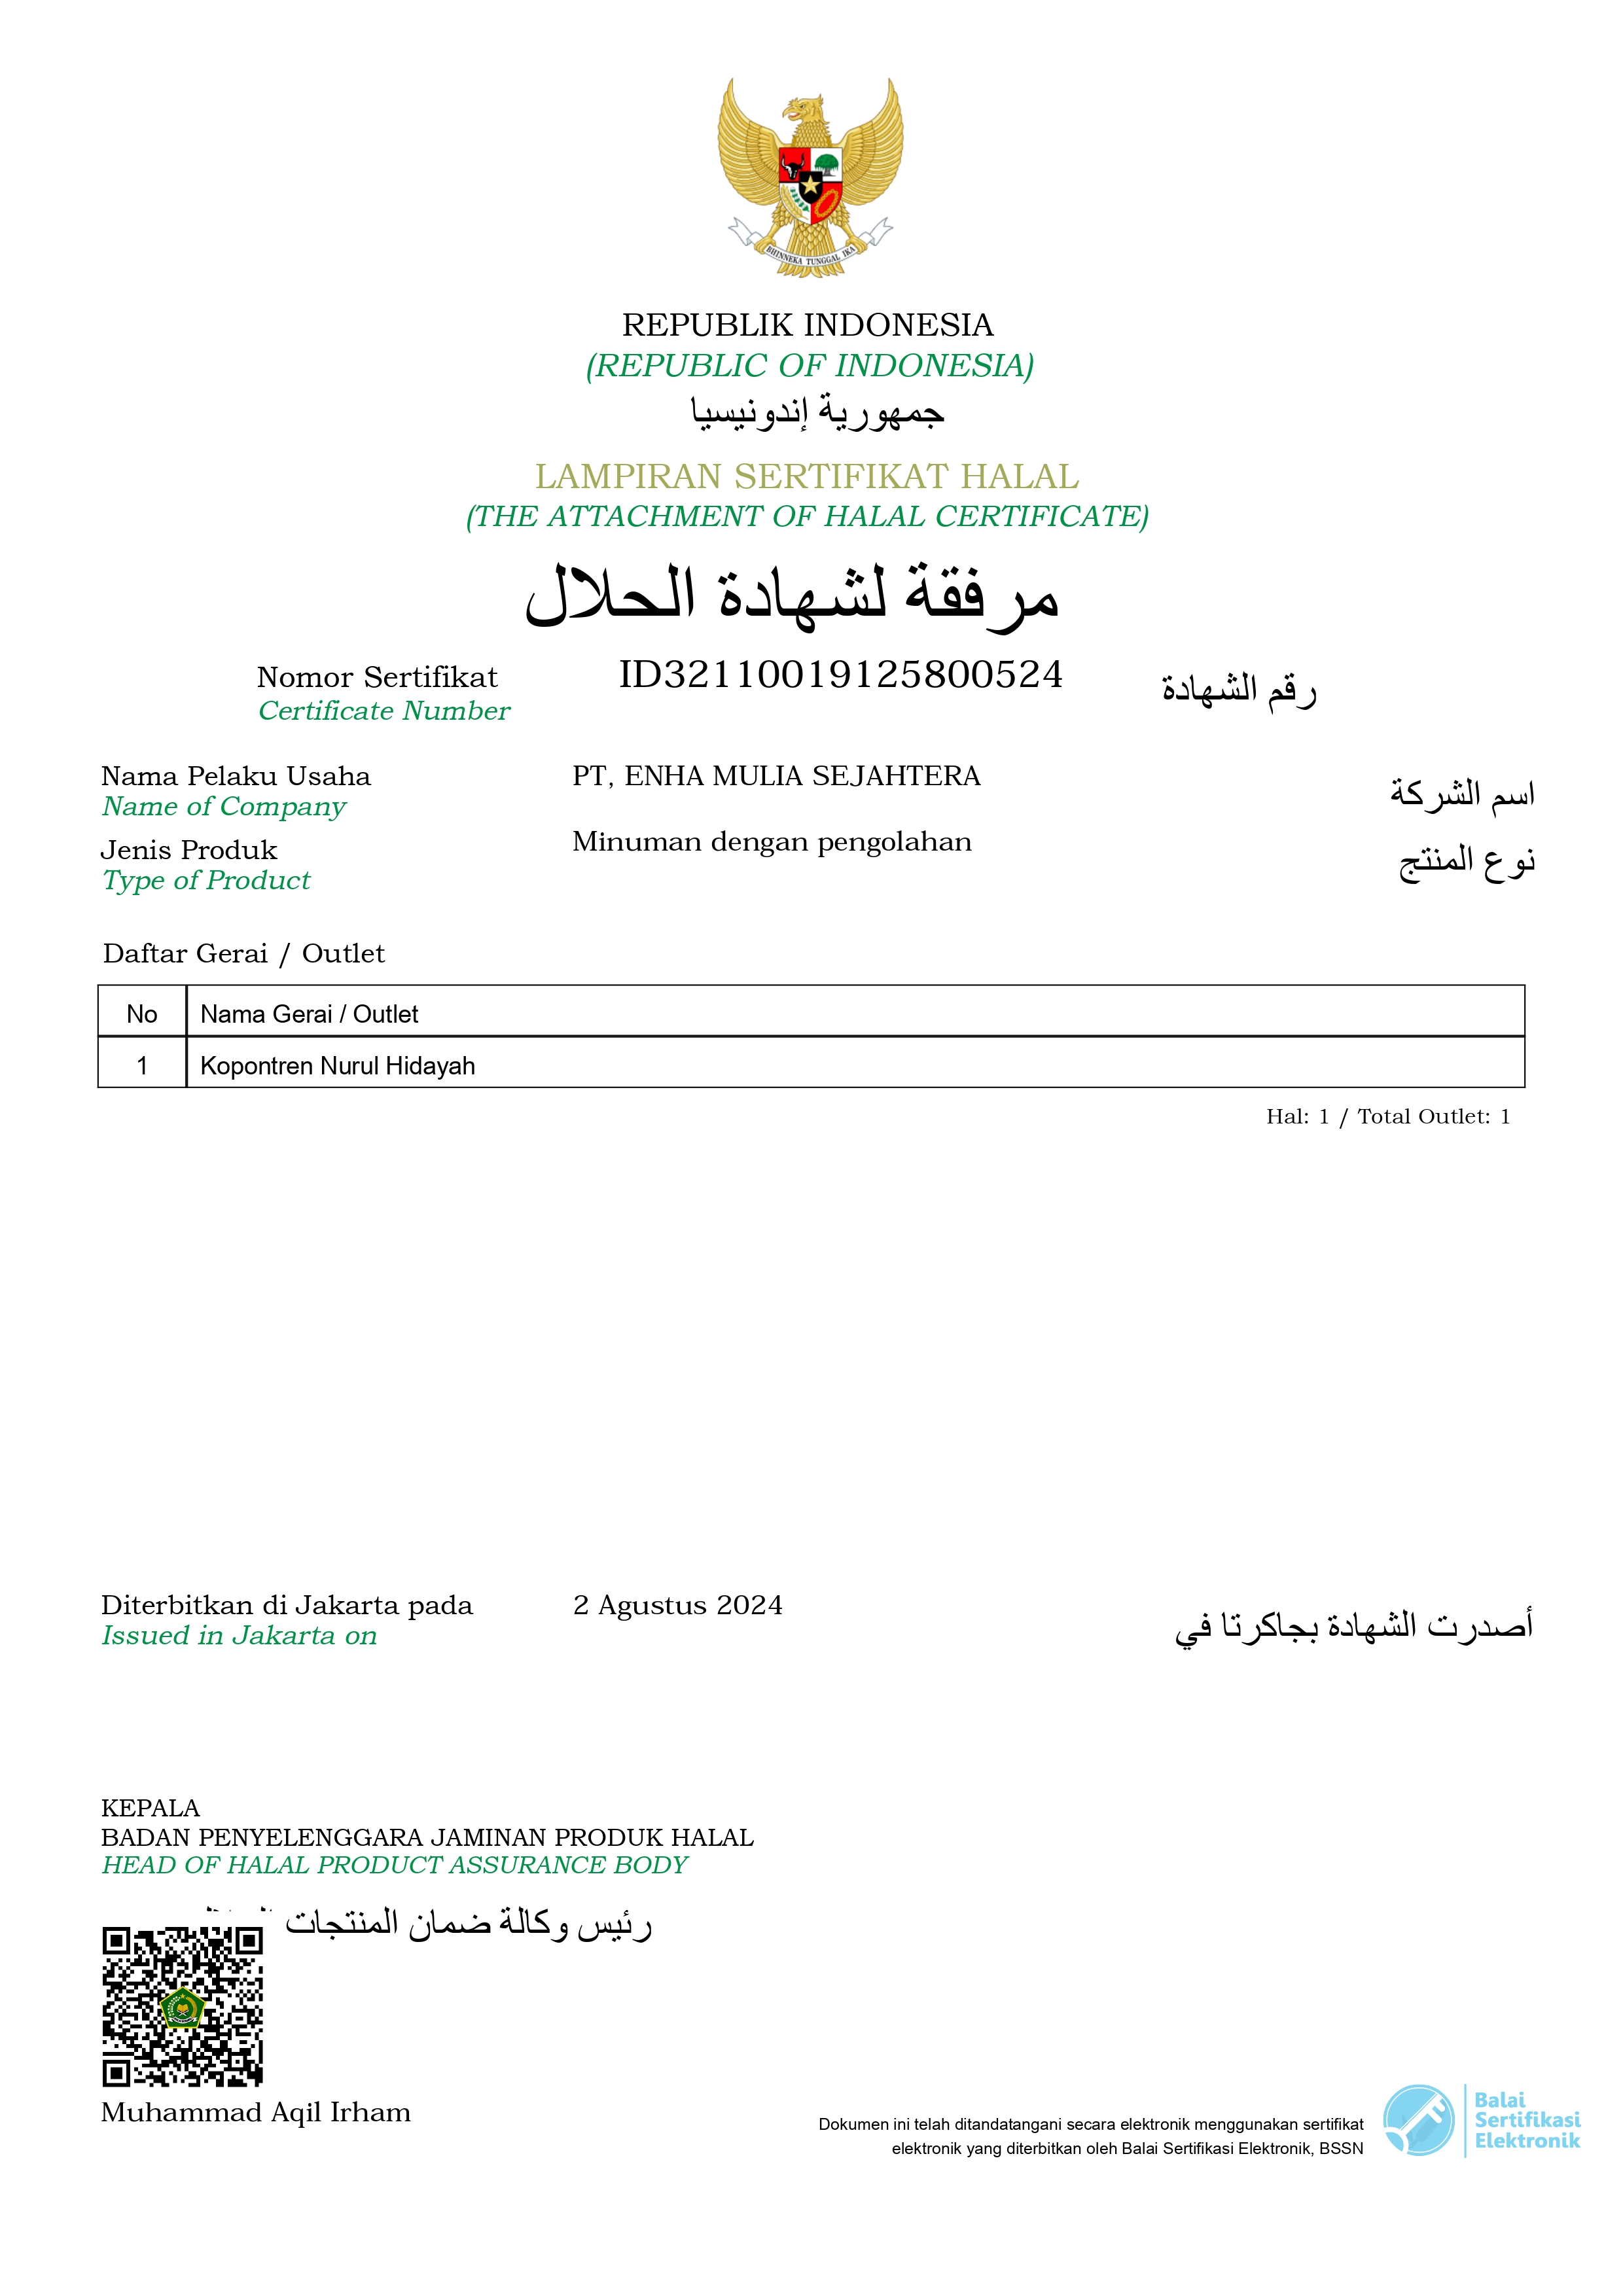 BHINNEKA TUNGGAL IKA
REPUBLIK INDONESIA
(REPUBLIC OF INDONESIA)
جمهورية إندونيسيا
LAMPIRAN SERTIFIKAT HALAL
(THE ATTACHMENT OF HALAL CERTIFICATE)
مرفقة لشهادة الحلال
Nomor Sertifikat ID32110019125800524 رقم الشهادة
Certificate Number
Nama Pelaku Usaha PT, ENHA MULIA SEJAHTERA اسم الشركة
Name of Company
Jenis Produk Minuman dengan pengolahan نوع المنتج
Type of Product
Daftar Gerai / Outlet
No Nama Gerai / Outlet
1 Kopontren Nurul Hidayah
Hal: 1 / Total Outlet: 1
Diterbitkan di Jakarta pada 2 Agustus 2024 أصدرت الشهادة بجاكرتا في
Issued in Jakarta on
KEPALA
BADAN PENYELENGGARA JAMINAN PRODUK HALAL
HEAD OF HALAL PRODUCT ASSURANCE BODY
رئيس وكالة ضمان المنتجات
Muhammad Aqil Irham
Dokumen ini telah ditandatangani secara elektronik menggunakan sertifikat
elektronik yang diterbitkan oleh Balai Sertifikasi Elektronik, BSSN
Balai
Sertifikasi
Elektronik